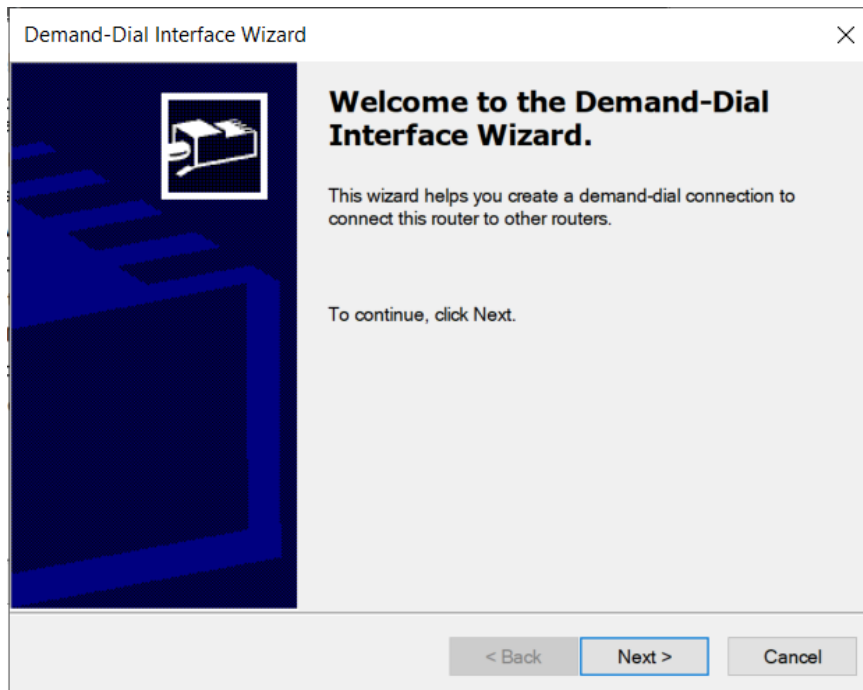 Demand-Dial Interface Wizard
Welcome to the Demand-Dial
Interface Wizard.
This wizard helps you create a demand-dial connection to
connect this router to other routers.
To continue, click Next.
< Back
Next >
Cancel